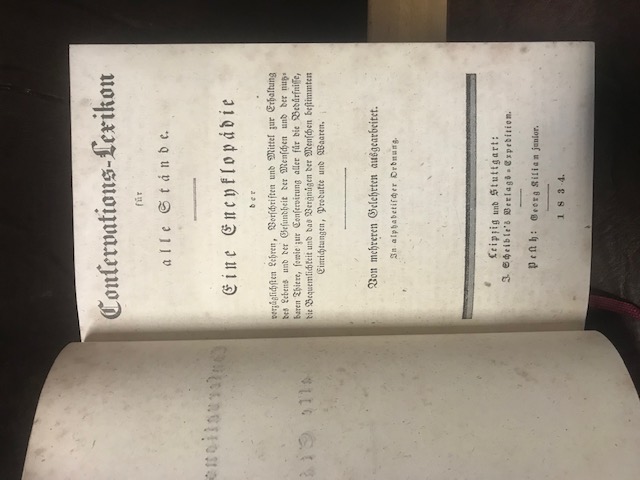 Conservations-Lexikon
für
alle Stände.
Eine Encyklopädie
der
vorzüglichsten Lehren, Vorschriften und Mittel zur Erhaltung
des Lebens und der Gesundheit der Menschen und der nutz-
baren Thiere, sowie zur Conservirung aller für die Bedürfnisse,
die Bequemlichkeit und das Vergnügen der Menschen bestimmten
Einrichtungen, Produkte und Waaren.
Von mehreren Gelehrten ausgearbeitet.
In alphabetischer Ordnung.
Leipzig und Stuttgart:
J. Scheible's Verlags-Expedition.
Pesth: Georg Kilian junior.
1834.